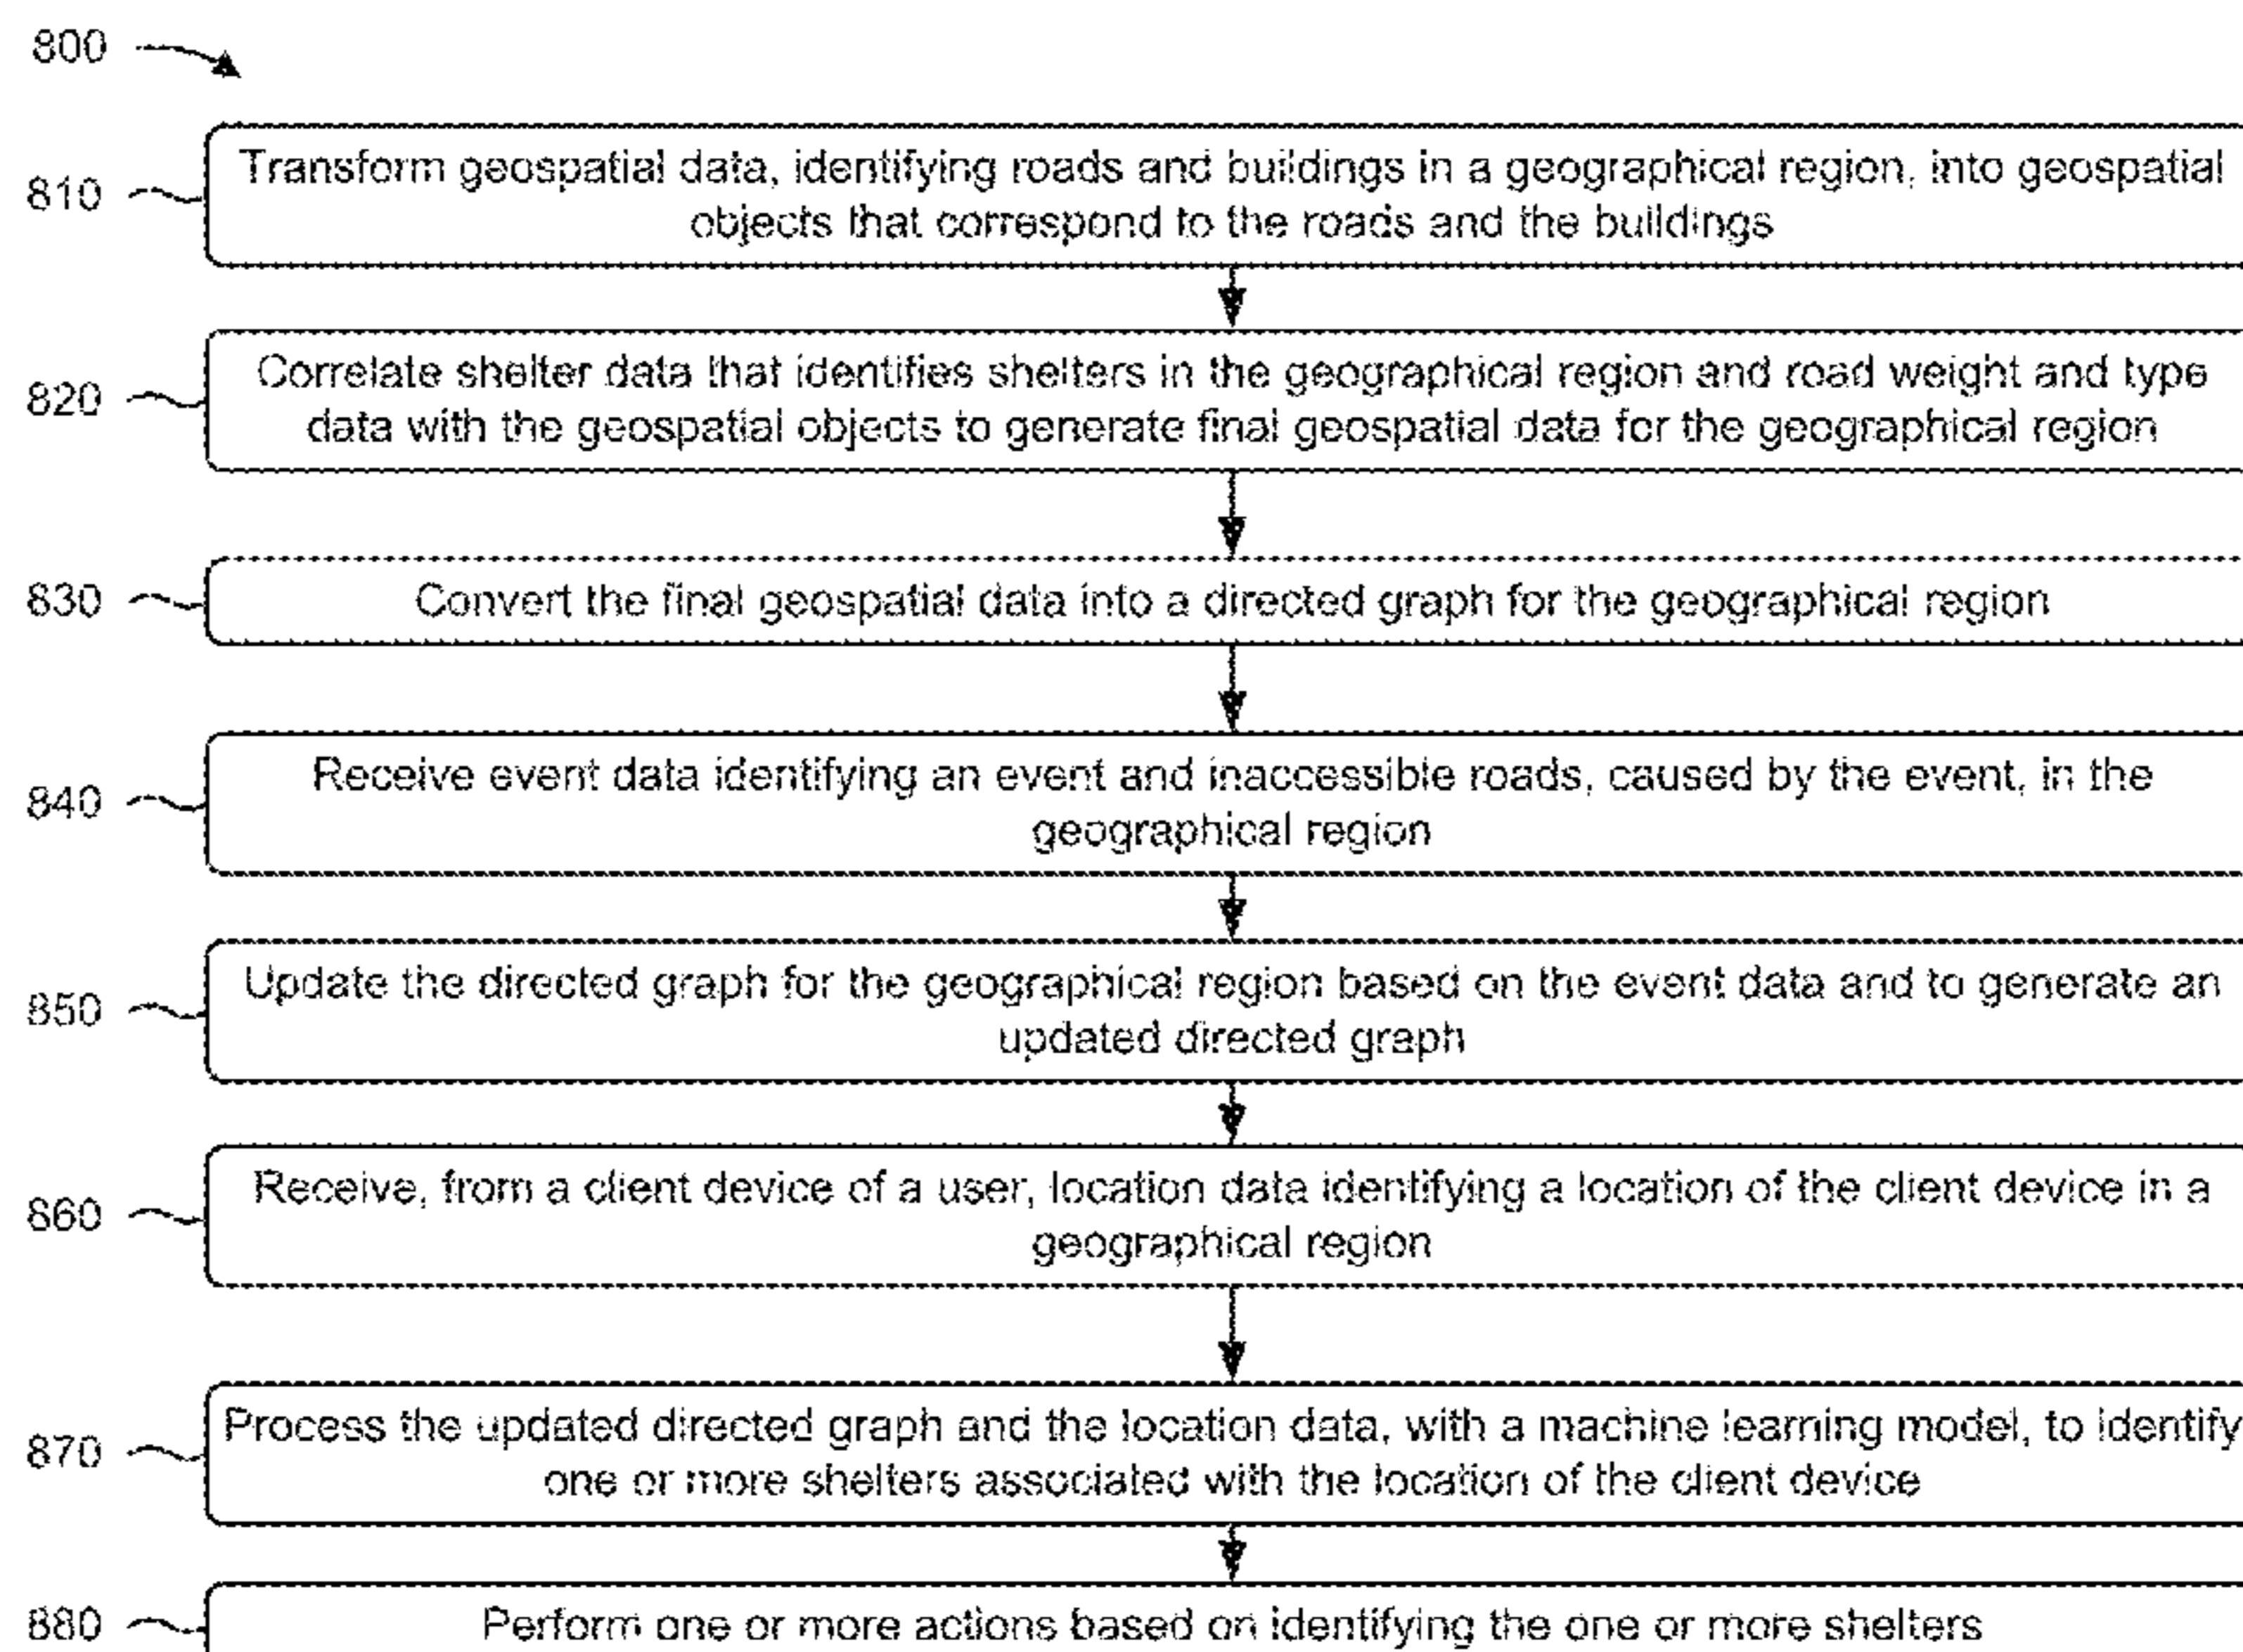 800
810
Transform geospatial data, identifying roads and buildings in a geographical region, into geospatial
objects that correspond to the roads and the buildings
820
Correlate shelter data that identifies shelters in the geographical region and road weight and type
data with the geospatial objects to generate final geospatial data for the geographical region
830
Convert the final geospatial data into a directed graph for the geographical region
840
Receive event data identifying an event and inaccessible roads, caused by the event, in the
geographical region
850
Update the directed graph for the geographical region based on the event data and to generate an
updated directed graph
860
Receive, from a client device of a user, location data identifying a location of the client device in a
geographical region
870
Process the updated directed graph and the location data, with a machine learning model, to identify
one or more shelters associated with the location of the client device
880
Perform one or more actions based on identifying the one or more shelters